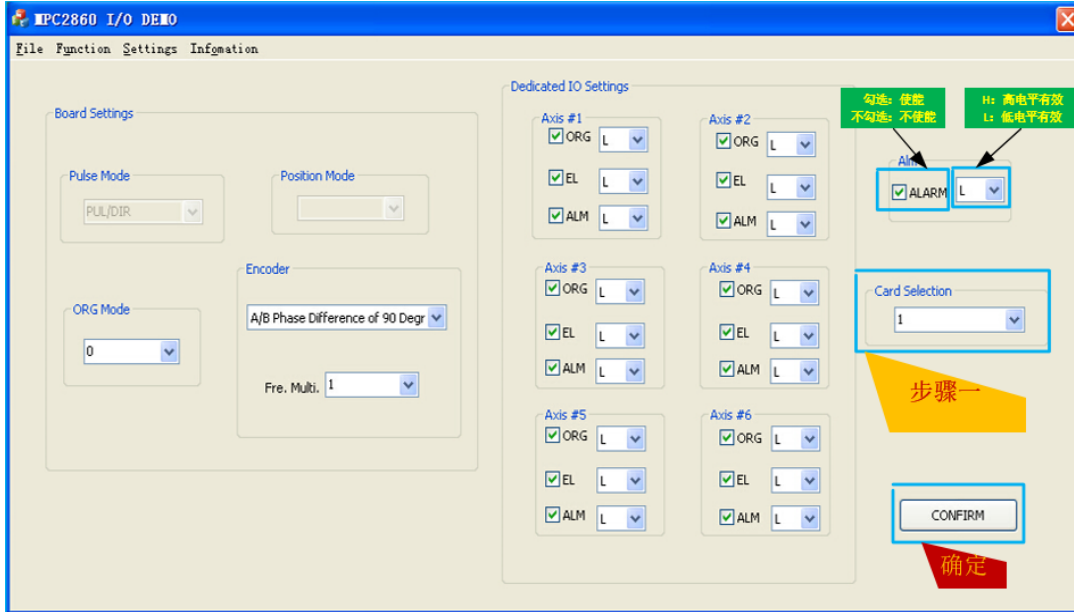 MPC2860 I/O DEMO
File Function Settings Infomation
Board Settings
Pulse Mode
PUL/DIR
Position Mode
ORG Mode
0
Encoder
A/B Phase Difference of 90 Degr
Fre. Multi. 1
Dedicated IO Settings
Axis #1
ORG L
EL L
ALM L
Axis #2
ORG L
EL L
ALM L
Axis #3
ORG L
EL L
ALM L
Axis #4
ORG L
EL L
ALM L
Axis #5
ORG L
EL L
ALM L
Axis #6
ORG L
EL L
ALM L
勾选: 使能
不勾选: 不使能
H: 高电平有效
L: 低电平有效
ALARM L
Card Selection
1
步骤一
CONFIRM
确定